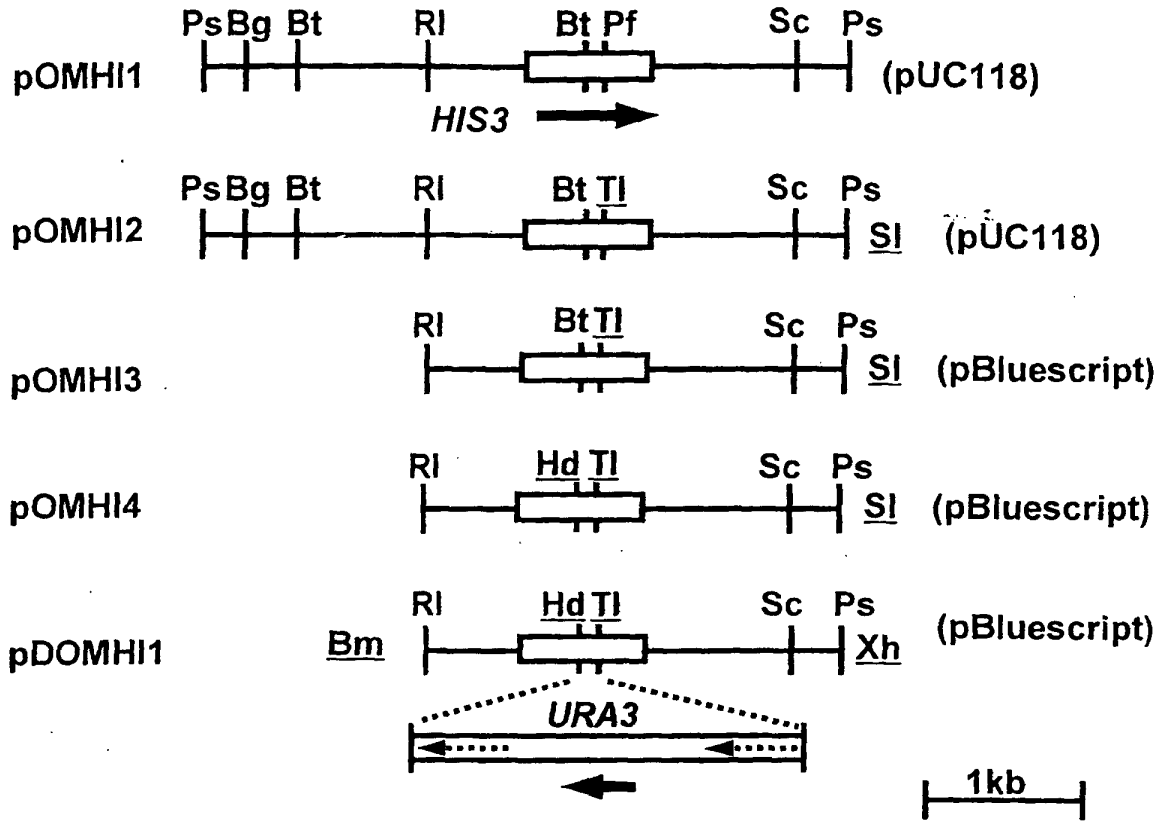 Ps Bg Bt RI Bt Pf Sc Ps
pOMHI1 (pUC118)
HIS3
Ps Bg Bt RI Bt TI Sc Ps
pOMHI2 SI (pUC118)
RI Bt TI Sc Ps
pOMHI3 SI (pBluescript)
RI Hd TI Sc Ps
pOMHI4 SI (pBluescript)
RI Hd TI Sc Ps
pDOMHI1 Bm Xh (pBluescript)
URA3
1kb